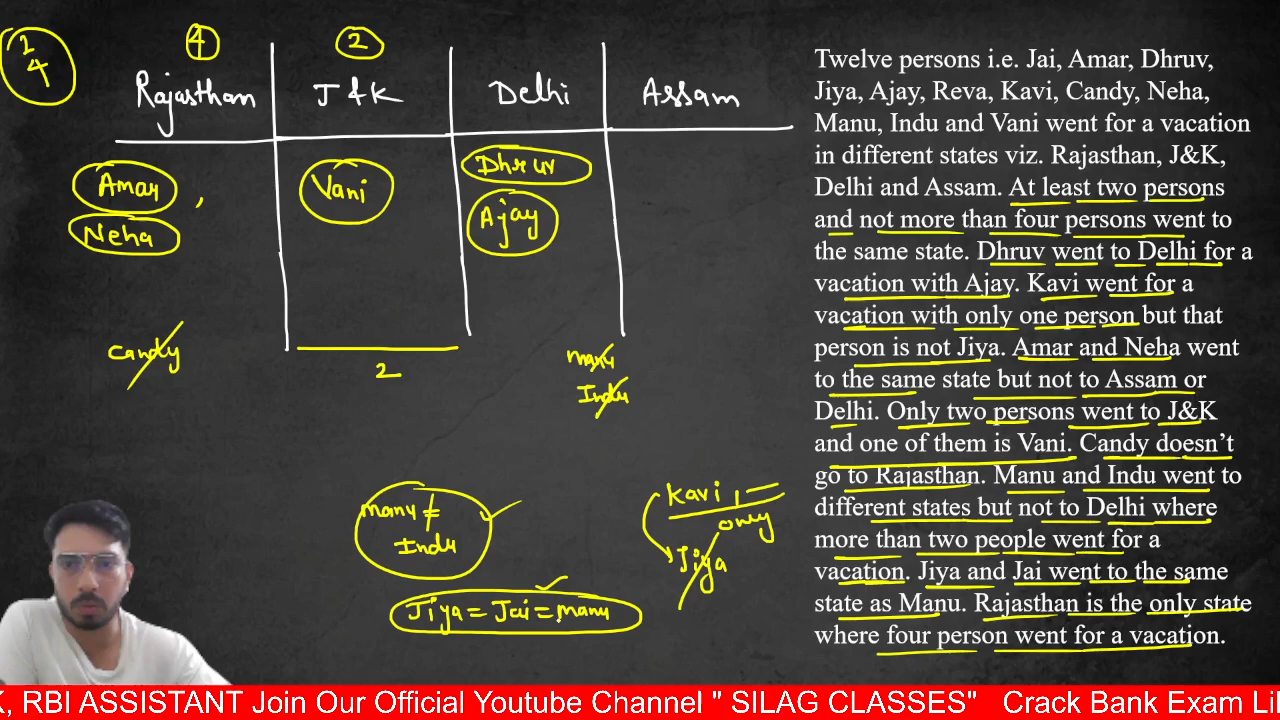 2
4
4
2
Rajasthan J&K Delhi Assam
Amar , Vani Dhruv
Neha Ajay
Candy
2
Manu
Indu
Manu ≠
Indu
Kavi, =
only
Jiya
Jiya = Jai = Manu
Twelve persons i.e. Jai, Amar, Dhruv,
Jiya, Ajay, Reva, Kavi, Candy, Neha,
Manu, Indu and Vani went for a vacation
in different states viz. Rajasthan, J&K,
Delhi and Assam. At least two persons
and not more than four persons went to
the same state. Dhruv went to Delhi for a
vacation with Ajay. Kavi went for a
vacation with only one person but that
person is not Jiya. Amar and Neha went
to the same state but not to Assam or
Delhi. Only two persons went to J&K
and one of them is Vani. Candy doesn’t
go to Rajasthan. Manu and Indu went to
different states but not to Delhi where
more than two people went for a
vacation. Jiya and Jai went to the same
state as Manu. Rajasthan is the only state
where four person went for a vacation.
K, RBI ASSISTANT Join Our Official Youtube Channel " SILAG CLASSES" Crack Bank Exam Li